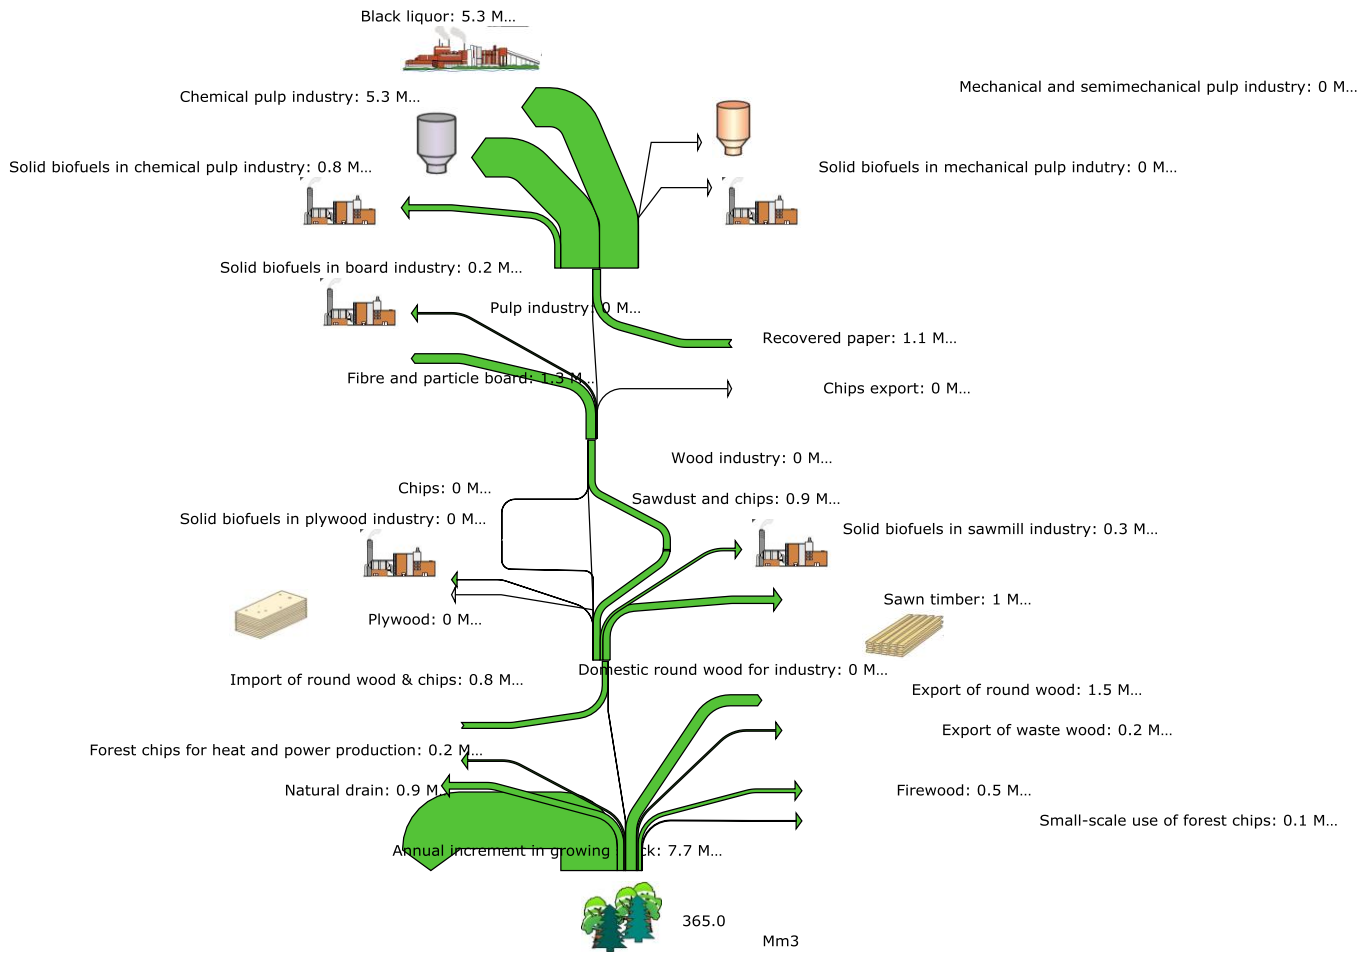 Black liquor: 5.3 M...
Mechanical and semimechanical pulp industry: 0 M...
Chemical pulp industry: 5.3 M...
Solid biofuels in chemical pulp industry: 0.8 M...
Solid biofuels in mechanical pulp indutry: 0 M...
Solid biofuels in board industry: 0.2 M...
Pulp industry: 0 M...
Recovered paper: 1.1 M...
Fibre and particle board: 1.3 M...
Chips export: 0 M...
Wood industry: 0 M...
Chips: 0 M...
Sawdust and chips: 0.9 M...
Solid biofuels in plywood industry: 0 M...
Solid biofuels in sawmill industry: 0.3 M...
Sawn timber: 1 M...
Plywood: 0 M...
Domestic round wood for industry: 0 M...
Import of round wood & chips: 0.8 M...
Export of round wood: 1.5 M...
Export of waste wood: 0.2 M...
Forest chips for heat and power production: 0.2 M...
Natural drain: 0.9 M...
Firewood: 0.5 M...
Small-scale use of forest chips: 0.1 M...
Annual increment in growing ck: 7.7 M...
365.0
Mm3